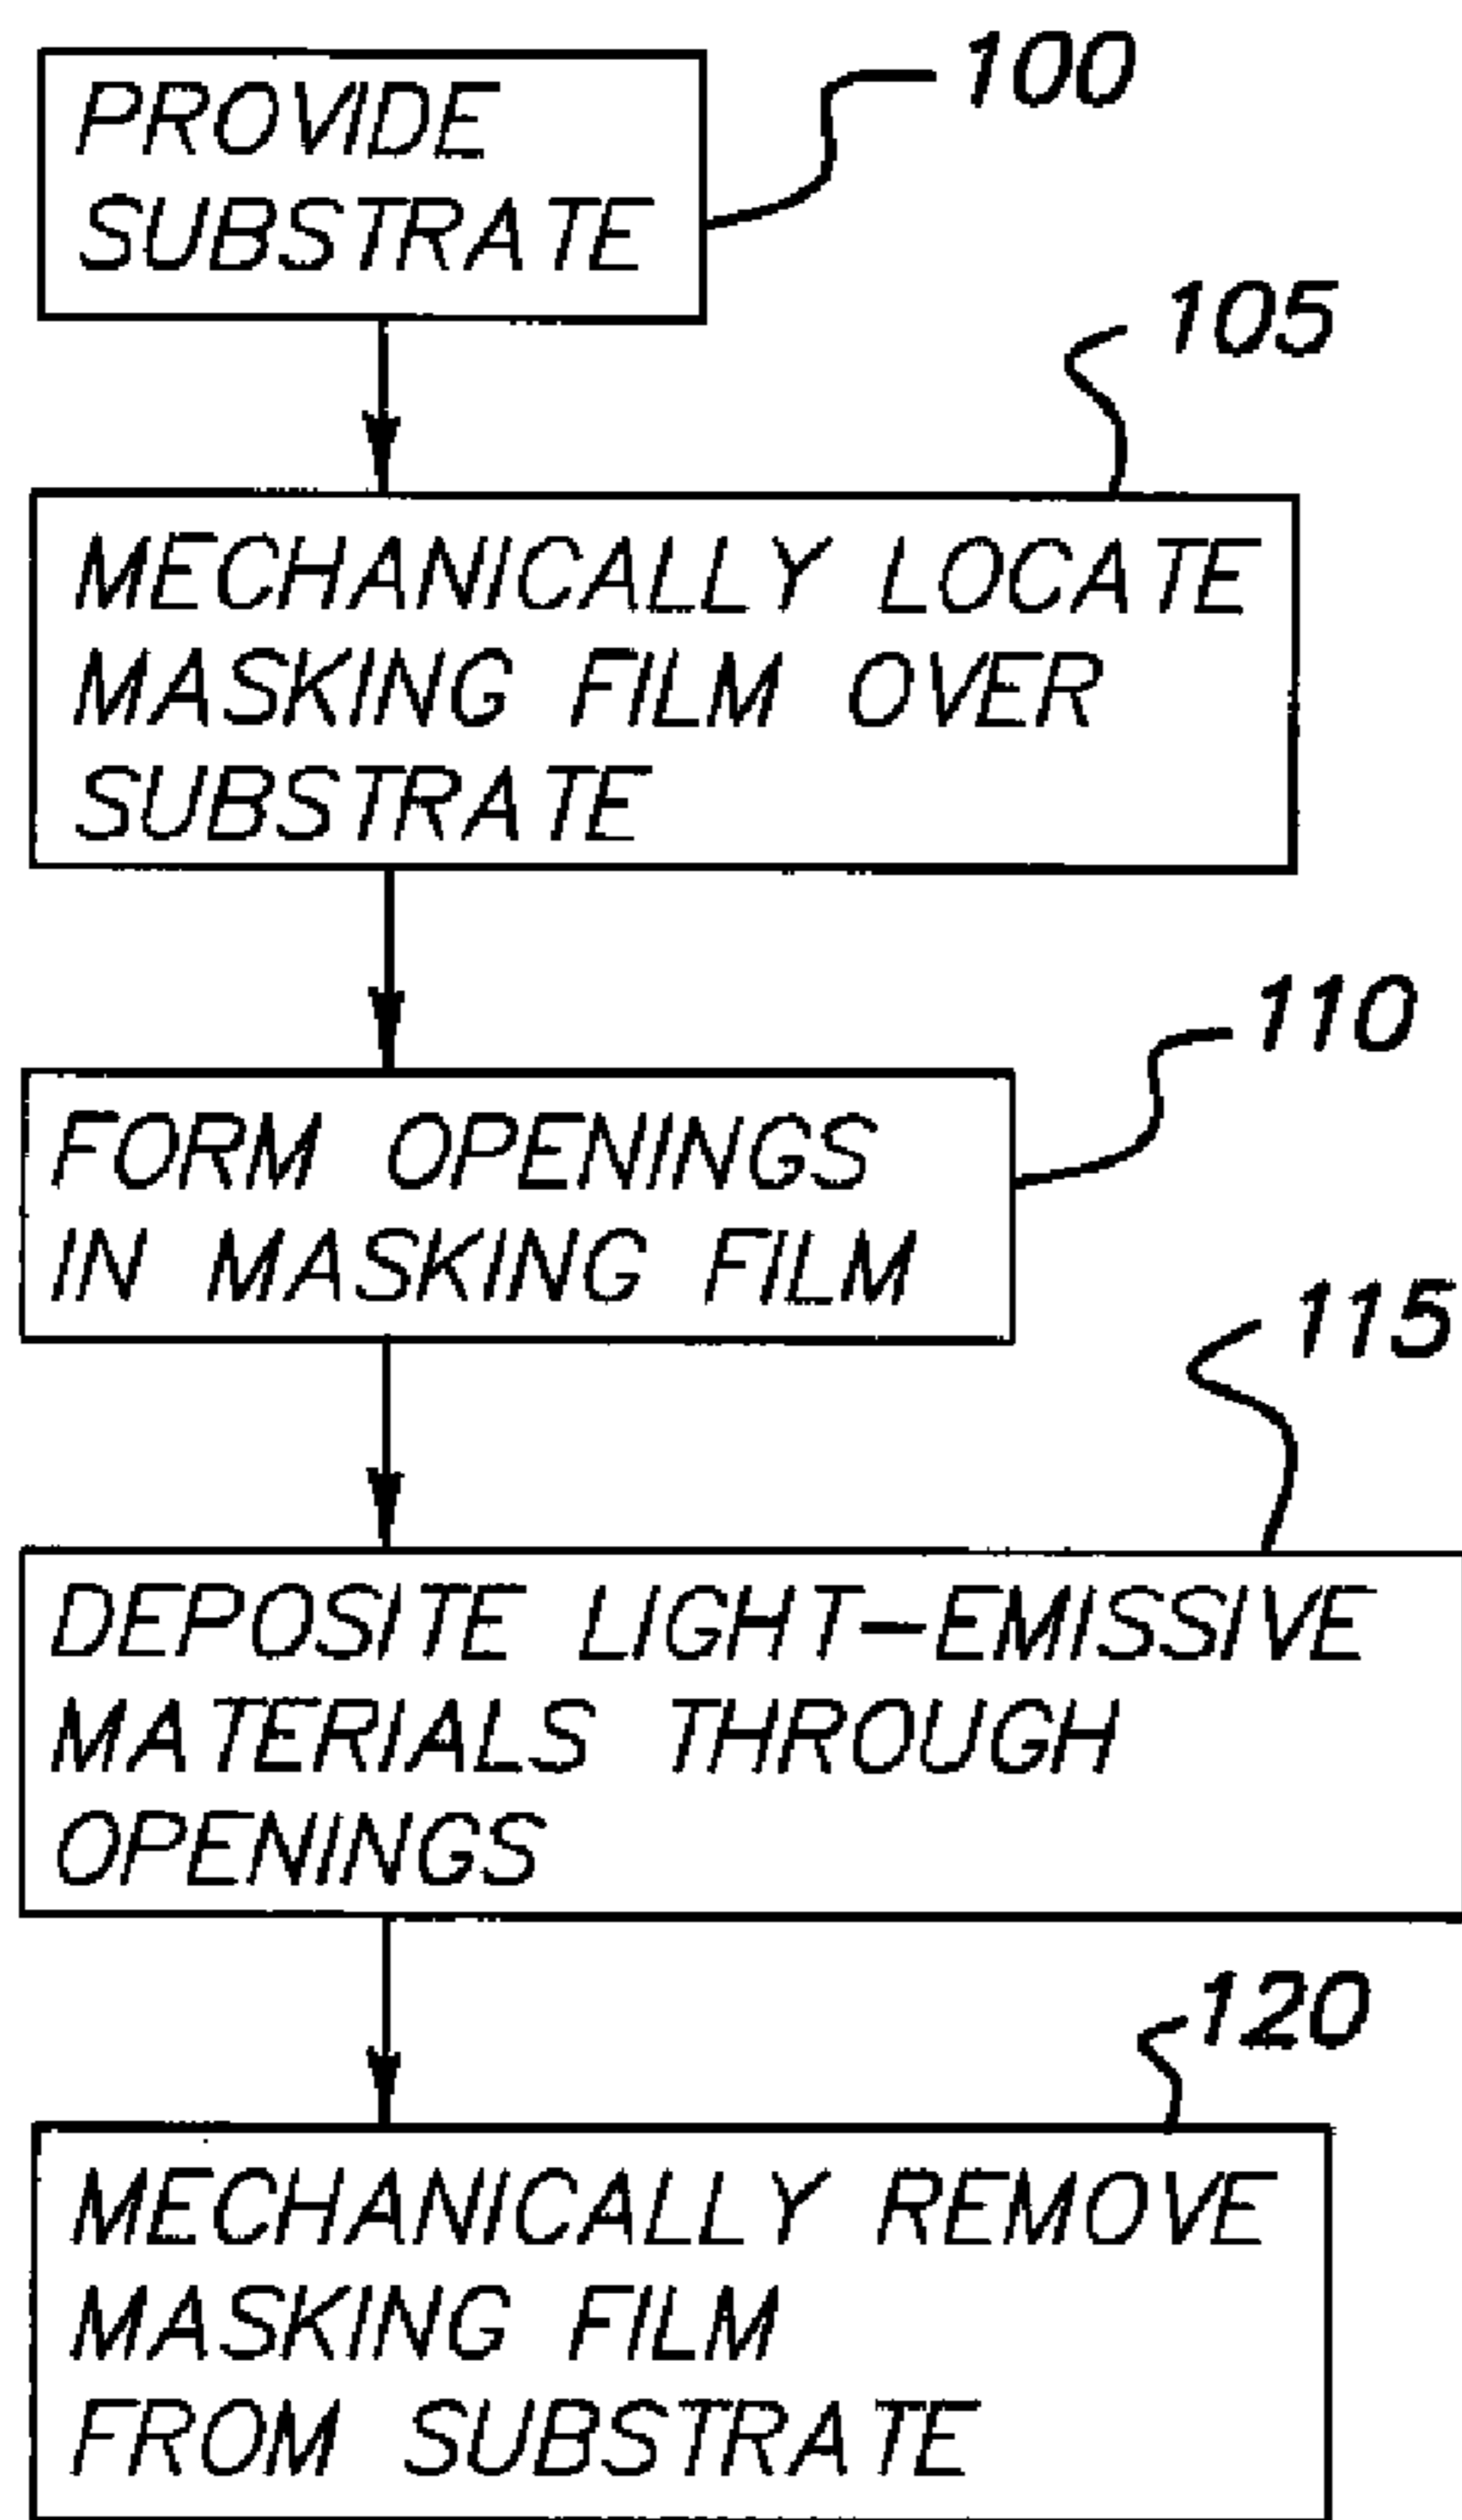 100
PROVIDE
SUBSTRATE
105
MECHANICALLY LOCATE
MASKING FILM OVER
SUBSTRATE
110
FORM OPENINGS
IN MASKING FILM
115
DEPOSITE LIGHT-EMISSIVE
MATERIALS THROUGH
OPENINGS
120
MECHANICALLY REMOVE
MASKING FILM
FROM SUBSTRATE